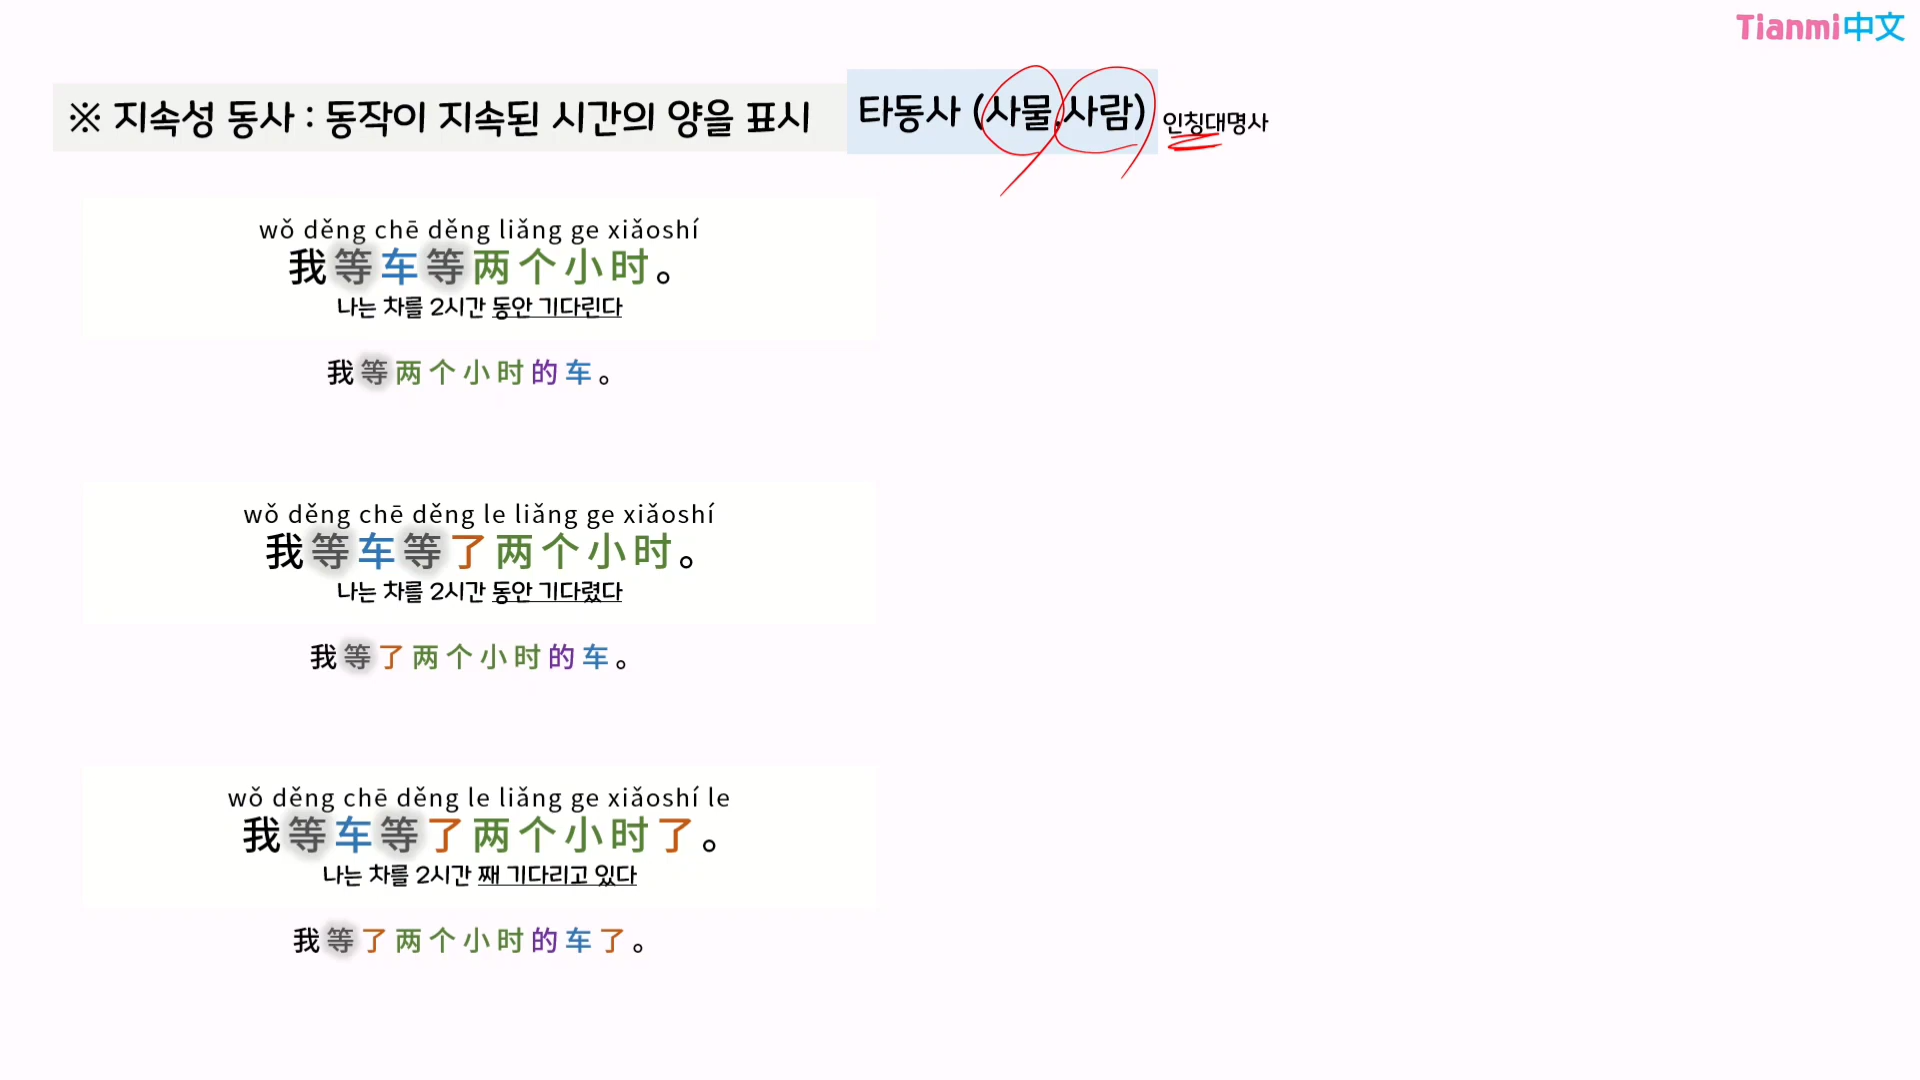 Tianmi中文
※ 지속성 동사 : 동작이 지속된 시간의 양을 표시
타동사 (사물,사람)
인칭대명사
wǒ děng chē děng liǎng ge xiǎoshí
我等车等两个小时。
나는 차를 2시간 동안 기다린다
我等两个小时的车。
wǒ děng chē děng le liǎng ge xiǎoshí
我等车等了两个小时。
나는 차를 2시간 동안 기다렸다
我等了两个小时的车。
wǒ děng chē děng le liǎng ge xiǎoshí le
我等车等了两个小时了。
나는 차를 2시간 째 기다리고 있다
我等了两个小时的车了。